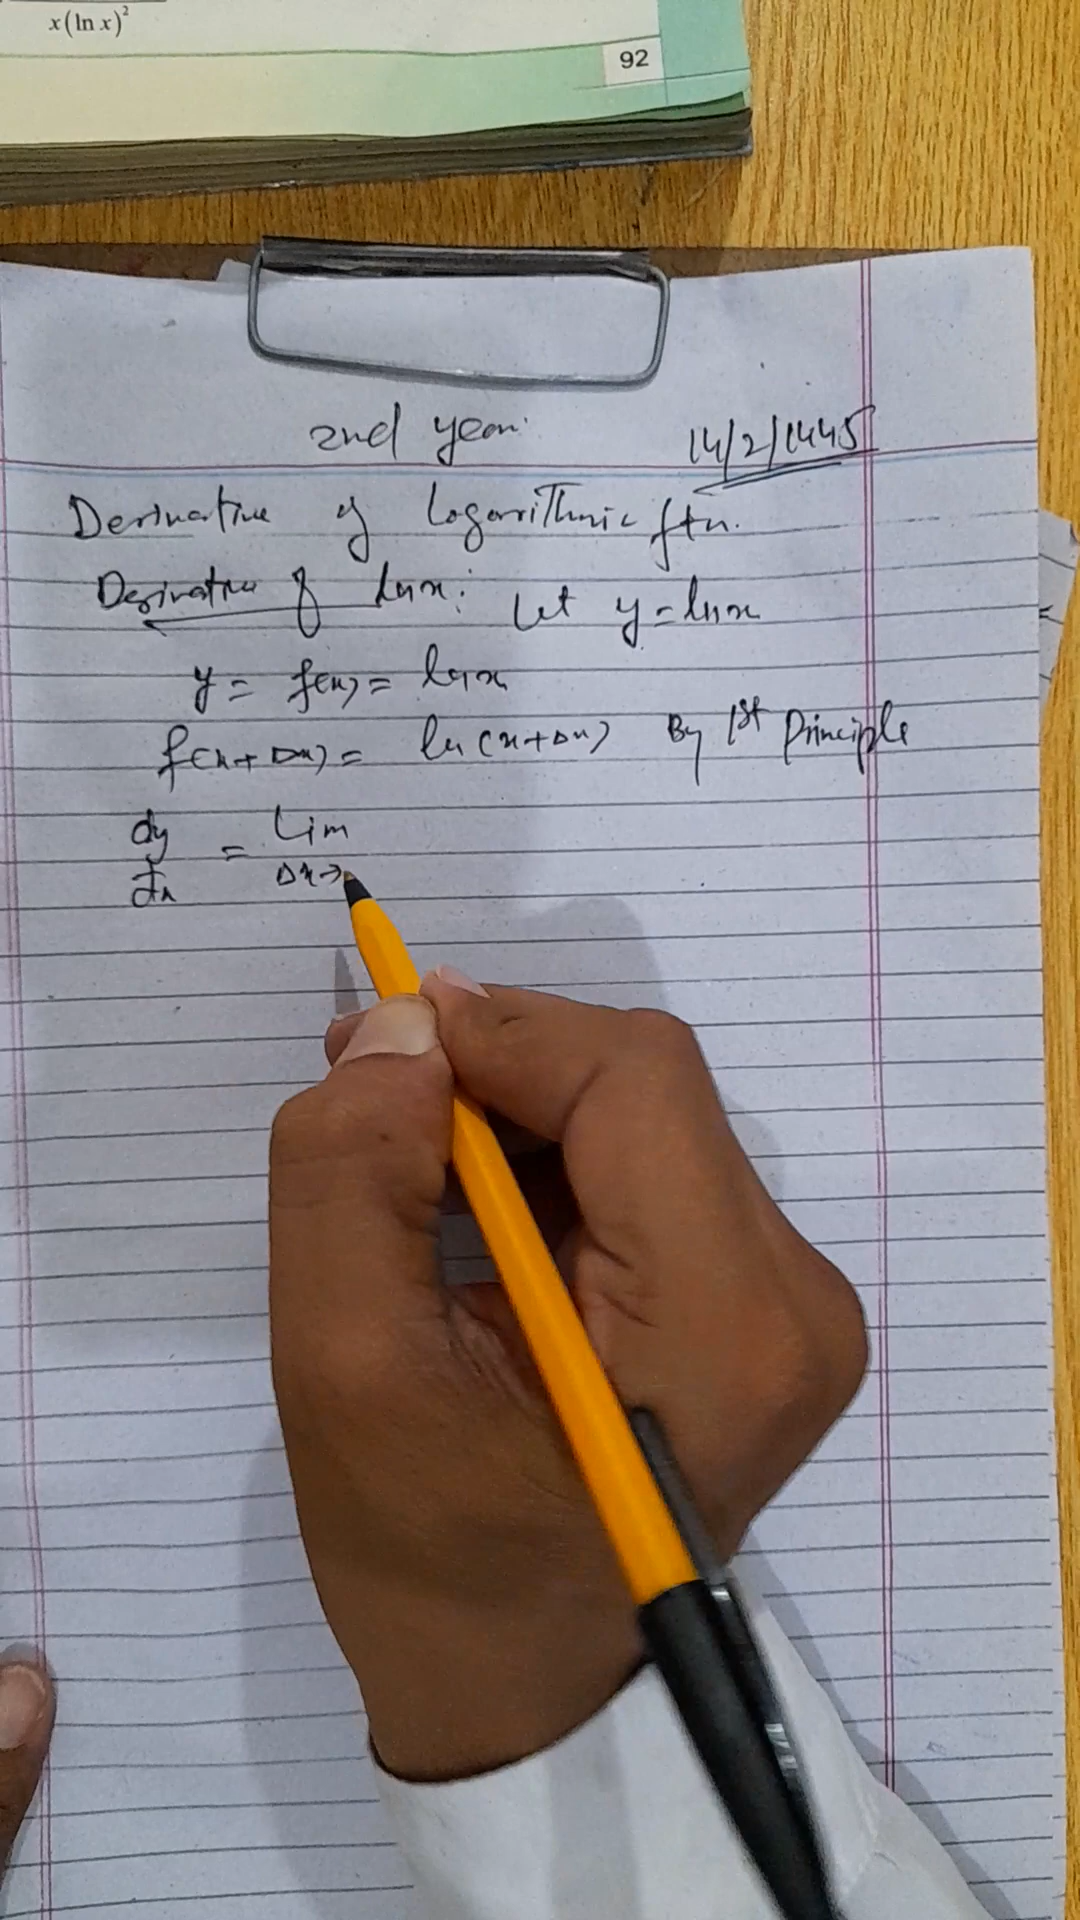 x(ln x)²
92
2nd year.
14/2/1445
Derivative of Logarithmic ftn.
Derivative of lnx: Let y = lnx
y = f(x) = lnx
f(x+Δx) = ln(x+Δx) By 1st Principle
dy/dx = Lim Δx→